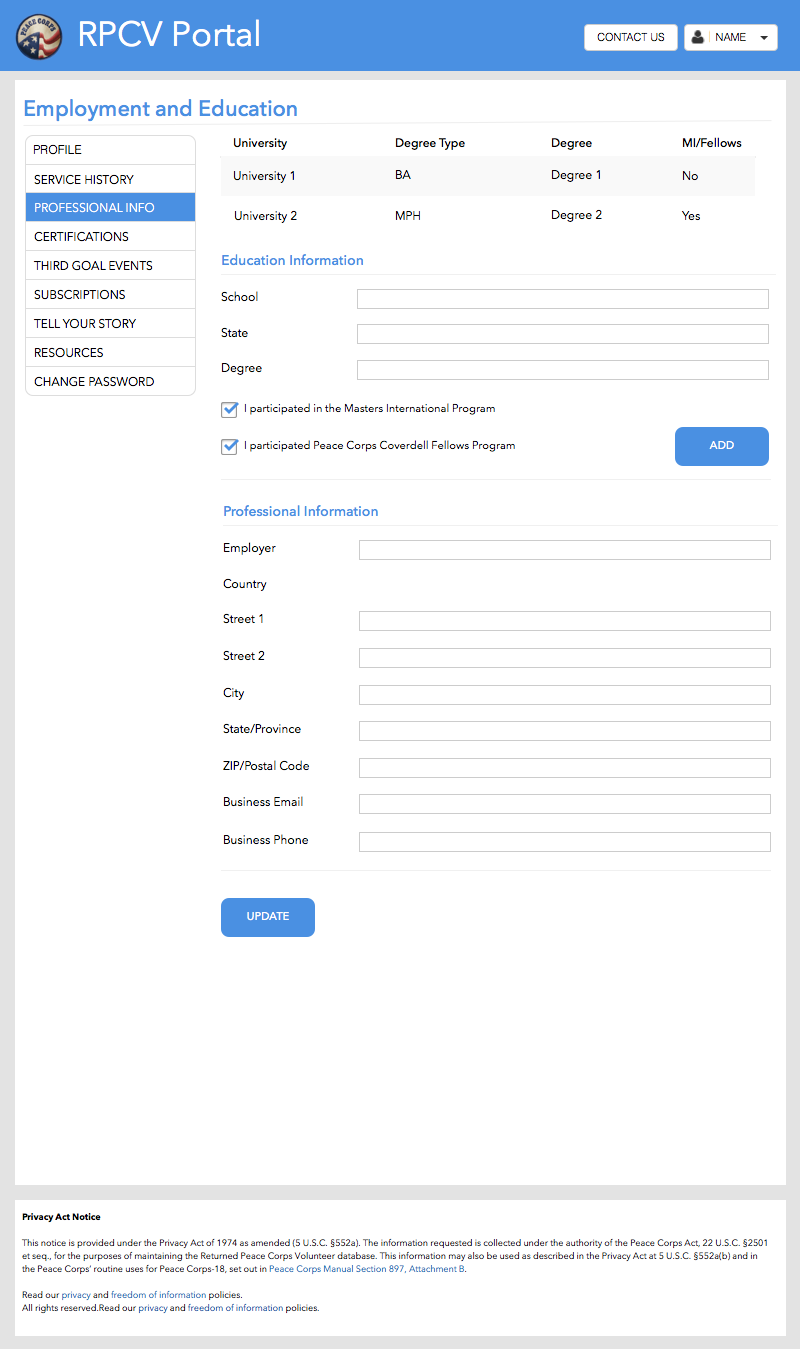 PEACE CORPS
RPCV Portal
CONTACT US
NAME
Employment and Education
PROFILE
SERVICE HISTORY
PROFESSIONAL INFO
CERTIFICATIONS
THIRD GOAL EVENTS
SUBSCRIPTIONS
TELL YOUR STORY
RESOURCES
CHANGE PASSWORD
University Degree Type Degree MI/Fellows
University 1 BA Degree 1 No
University 2 MPH Degree 2 Yes
Education Information
School
State
Degree
I participated in the Masters International Program
I participated Peace Corps Coverdell Fellows Program
ADD
Professional Information
Employer
Country
Street 1
Street 2
City
State/Province
ZIP/Postal Code
Business Email
Business Phone
UPDATE
Privacy Act Notice
This notice is provided under the Privacy Act of 1974 as amended (5 U.S.C. §552a). The information requested is collected under the authority of the Peace Corps Act, 22 U.S.C. §2501
et seq., for the purposes of maintaining the Returned Peace Corps Volunteer database. This information may also be used as described in the Privacy Act at 5 U.S.C. §552a(b) and in
the Peace Corps' routine uses for Peace Corps-18, set out in Peace Corps Manual Section 897, Attachment B.
Read our privacy and freedom of information policies.
All rights reserved.Read our privacy and freedom of information policies.